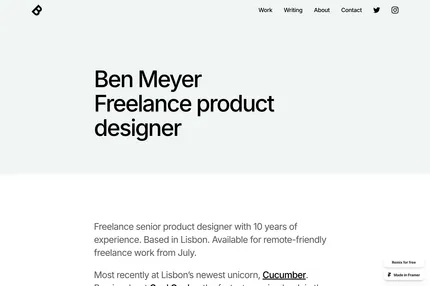 Work Writing About Contact
Ben Meyer
Freelance product
designer
Freelance senior product designer with 10 years of
experience. Based in Lisbon. Available for remote-friendly
freelance work from July.
Most recently at Lisbon's newest unicorn, Cucumber.
Remix for free
Made in Framer